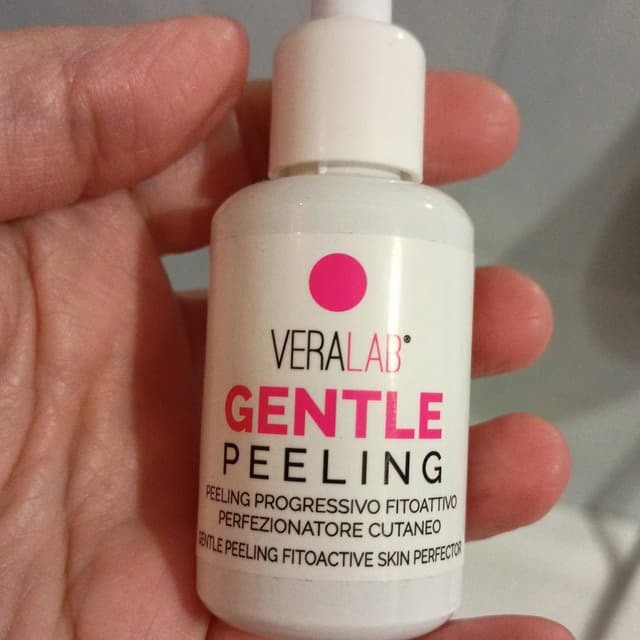 VERALAB®
GENTLE
PEELING
PEELING PROGRESSIVO FITOATTIVO
PERFEZIONATORE CUTANEO
GENTLE PEELING FITOACTIVE SKIN PERFECTOR